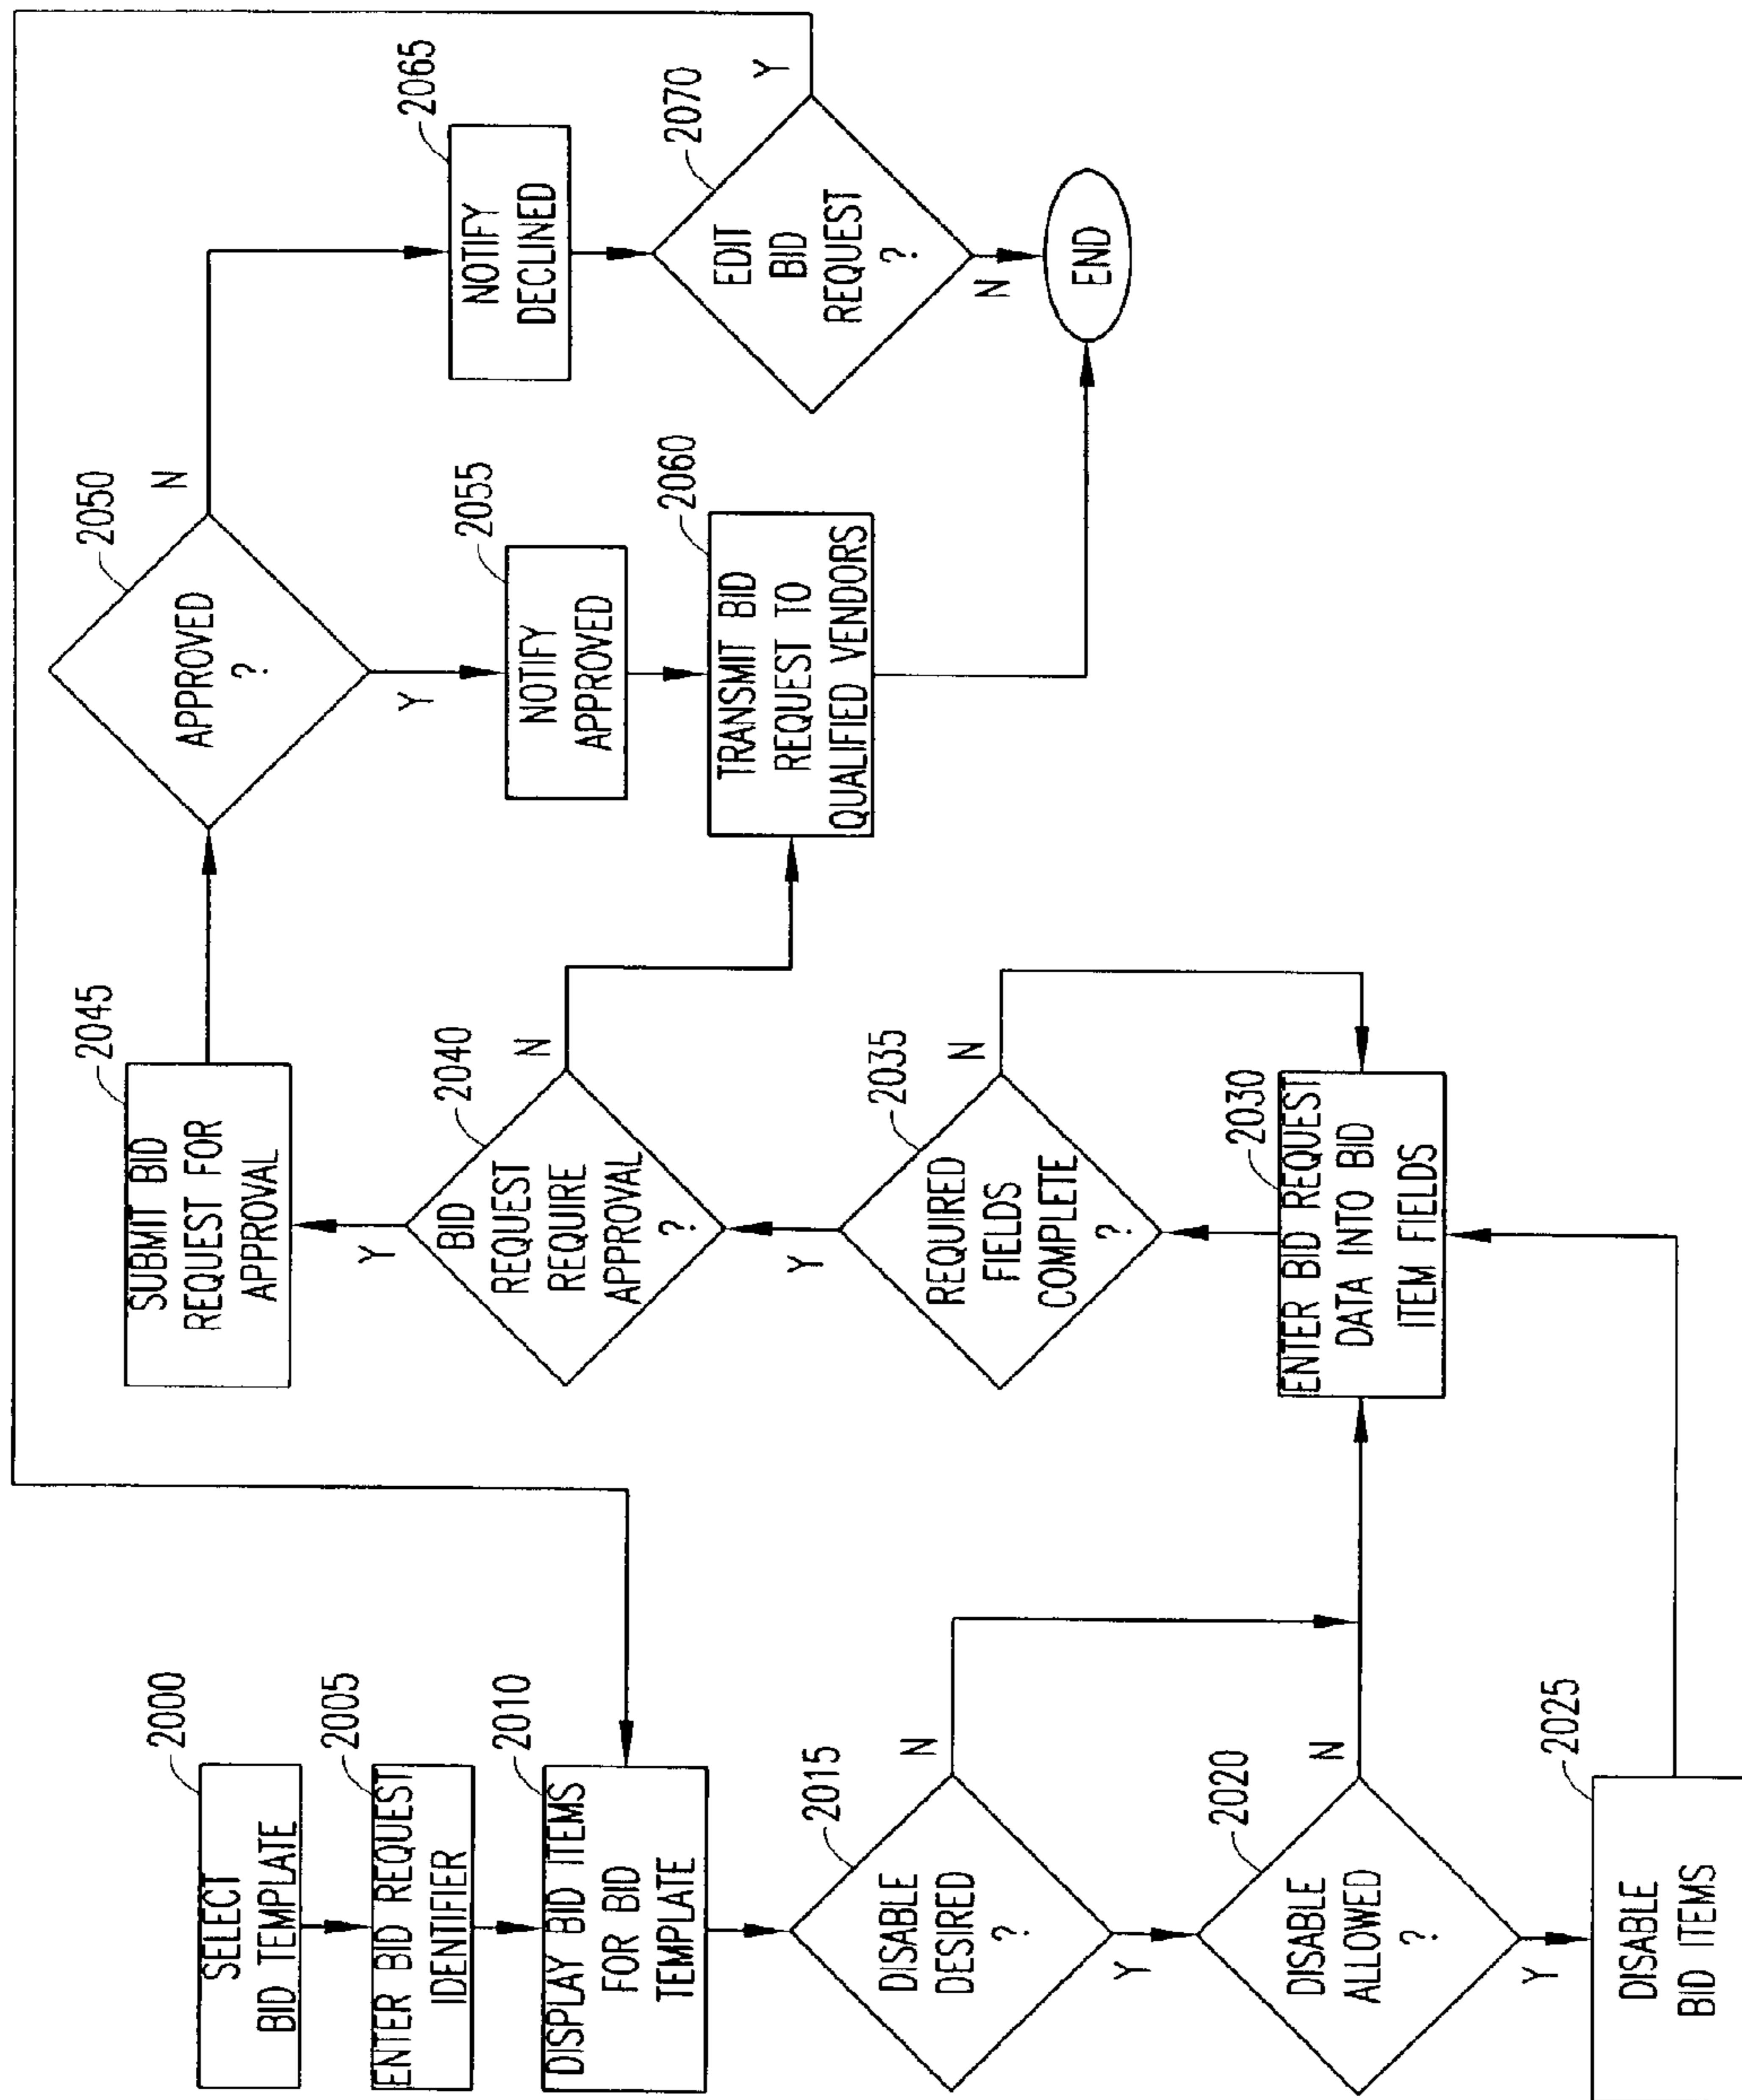 2000
SELECT
BID TEMPLATE
2005
ENTER BID REQUEST
IDENTIFIER
2010
DISPLAY BID ITEMS
FOR BID
TEMPLATE
2015
DISABLE
DESIRED
?
N
Y
2020
DISABLE
ALLOWED
?
N
Y
2025
DISABLE
BID ITEMS
2030
ENTER BID REQUEST
DATA INTO BID
ITEM FIELDS
2035
REQUIRED
FIELDS
COMPLETE
?
N
Y
2040
BID
REQUEST
REQUIRE
APPROVAL
?
N
Y
2045
SUBMIT BID
REQUEST FOR
APPROVAL
2050
APPROVED
?
N
Y
2055
NOTIFY
APPROVED
2060
TRANSMIT BID
REQUEST TO
QUALIFIED VENDORS
2065
NOTIFY
DECLINED
2070
EDIT
BID
REQUEST
?
Y
N
END